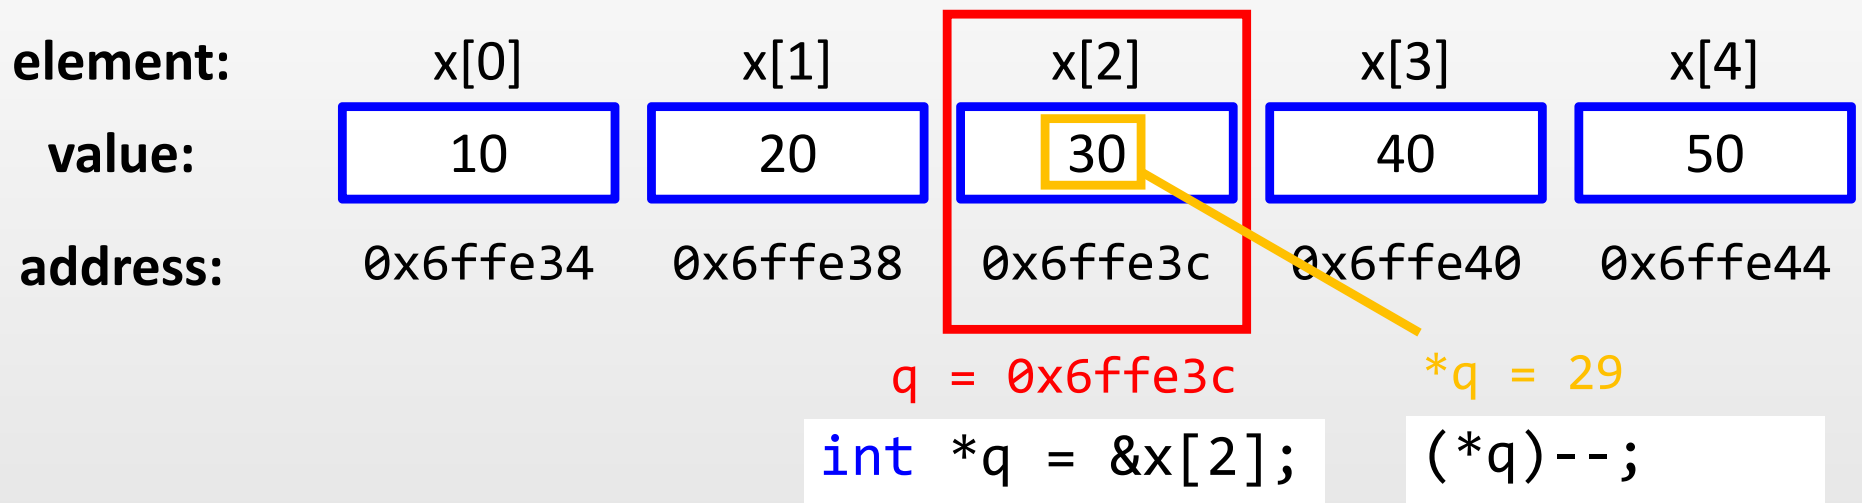 element: x[0] x[1] x[2] x[3] x[4]
value: 10 20 30 40 50
address: 0x6ffe34 0x6ffe38 0x6ffe3c 0x6ffe40 0x6ffe44
q = 0x6ffe3c *q = 29
int *q = &x[2]; (*q)--;